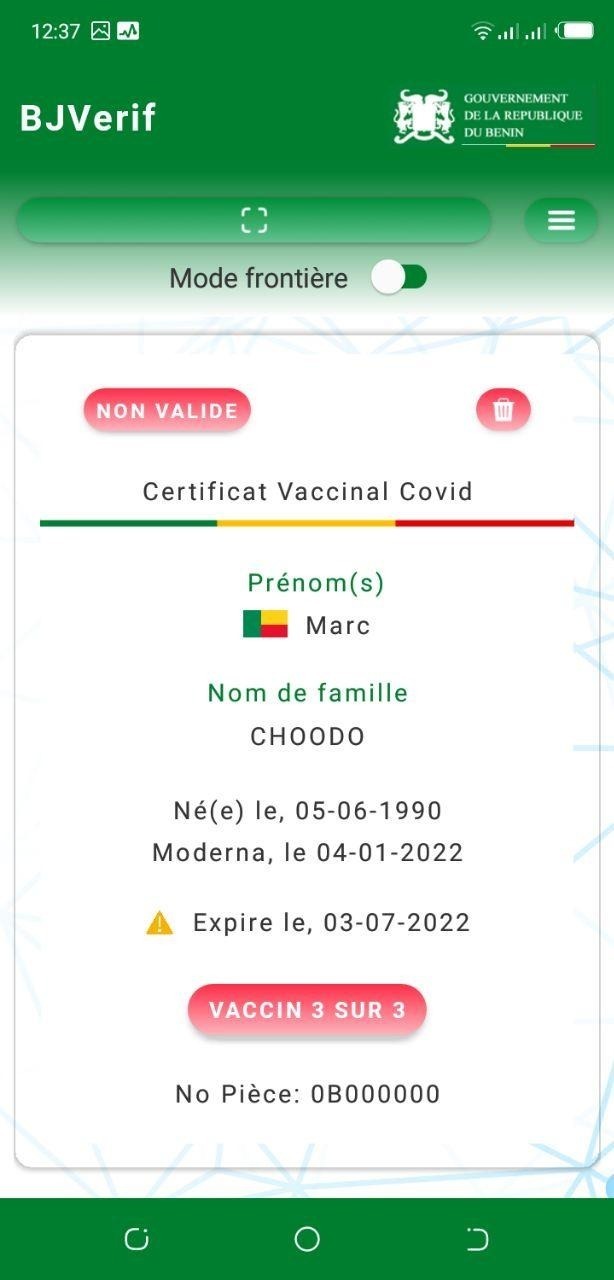 12:37
BJVerif
GOUVERNEMENT
DE LA REPUBLIQUE
DU BENIN
Mode frontière
NON VALIDE
Certificat Vaccinal Covid
Prénom(s)
Marc
Nom de famille
CHOODO
Né(e) le, 05-06-1990
Moderna, le 04-01-2022
Expire le, 03-07-2022
VACCIN 3 SUR 3
No Pièce: 0B000000